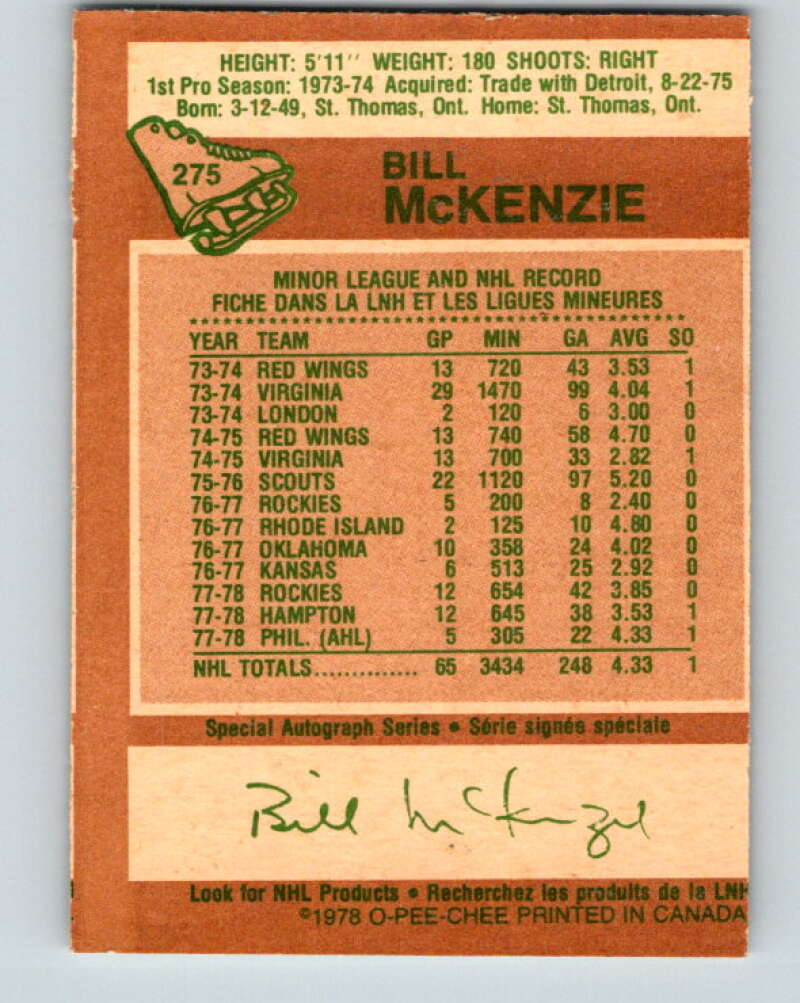 HEIGHT: 5'11'' WEIGHT: 180 SHOOTS: RIGHT
1st Pro Season: 1973-74 Acquired: Trade with Detroit, 8-22-75
Born: 3-12-49, St. Thomas, Ont. Home: St. Thomas, Ont.
275
BILL
McKENZIE
MINOR LEAGUE AND NHL RECORD
FICHE DANS LA LNH ET LES LIGUES MINEURES
YEAR TEAM GP MIN GA AVG SO
73-74 RED WINGS 13 720 43 3.53 1
73-74 VIRGINIA 29 1470 99 4.04 1
73-74 LONDON 2 120 6 3.00 0
74-75 RED WINGS 13 740 58 4.70 0
74-75 VIRGINIA 13 700 33 2.82 1
75-76 SCOUTS 22 1120 97 5.20 0
76-77 ROCKIES 5 200 8 2.40 0
76-77 RHODE ISLAND 2 125 10 4.80 0
76-77 OKLAHOMA 10 358 24 4.02 0
76-77 KANSAS 6 513 25 2.92 0
77-78 ROCKIES 12 654 42 3.85 0
77-78 HAMPTON 12 645 38 3.53 1
77-78 PHIL. (AHL) 5 305 22 4.33 1
NHL TOTALS.............. 65 3434 248 4.33 1
Special Autograph Series • Série signée spéciale
Bill McKenzie
Look for NHL Products • Recherchez les produits de la LNH
©1978 O-PEE-CHEE PRINTED IN CANADA